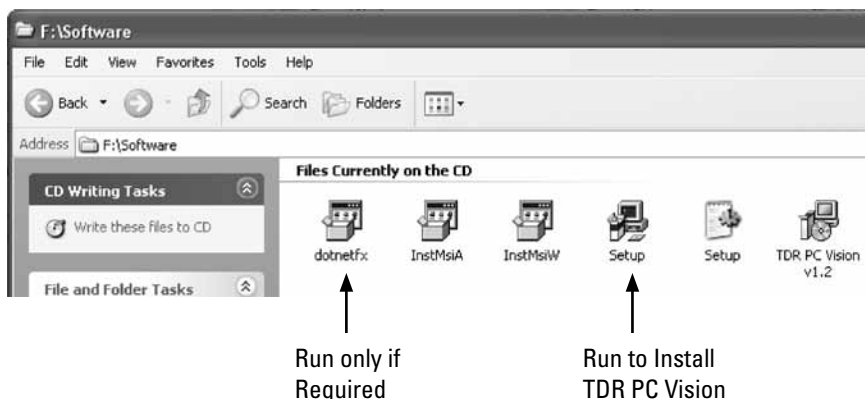 F:\Software
File Edit View Favorites Tools Help
Back Search Folders
Address F:\Software
CD Writing Tasks
Write these files to CD
File and Folder Tasks
Files Currently on the CD
dotnetfx InstMsiA InstMsiW Setup Setup TDR PC Vision
v1.2
Run only if
Required
Run to Install
TDR PC Vision